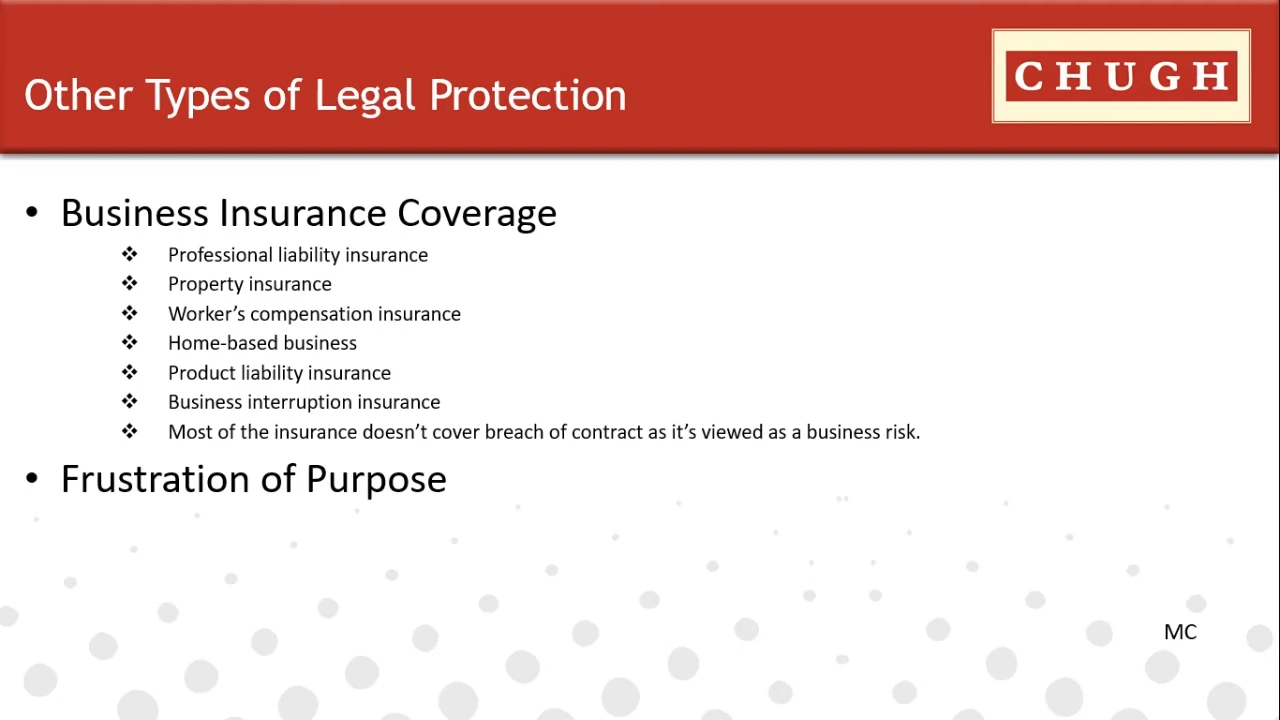 CHUGH
Other Types of Legal Protection
• Business Insurance Coverage
❖ Professional liability insurance
❖ Property insurance
❖ Worker’s compensation insurance
❖ Home-based business
❖ Product liability insurance
❖ Business interruption insurance
❖ Most of the insurance doesn’t cover breach of contract as it’s viewed as a business risk.
• Frustration of Purpose
MC